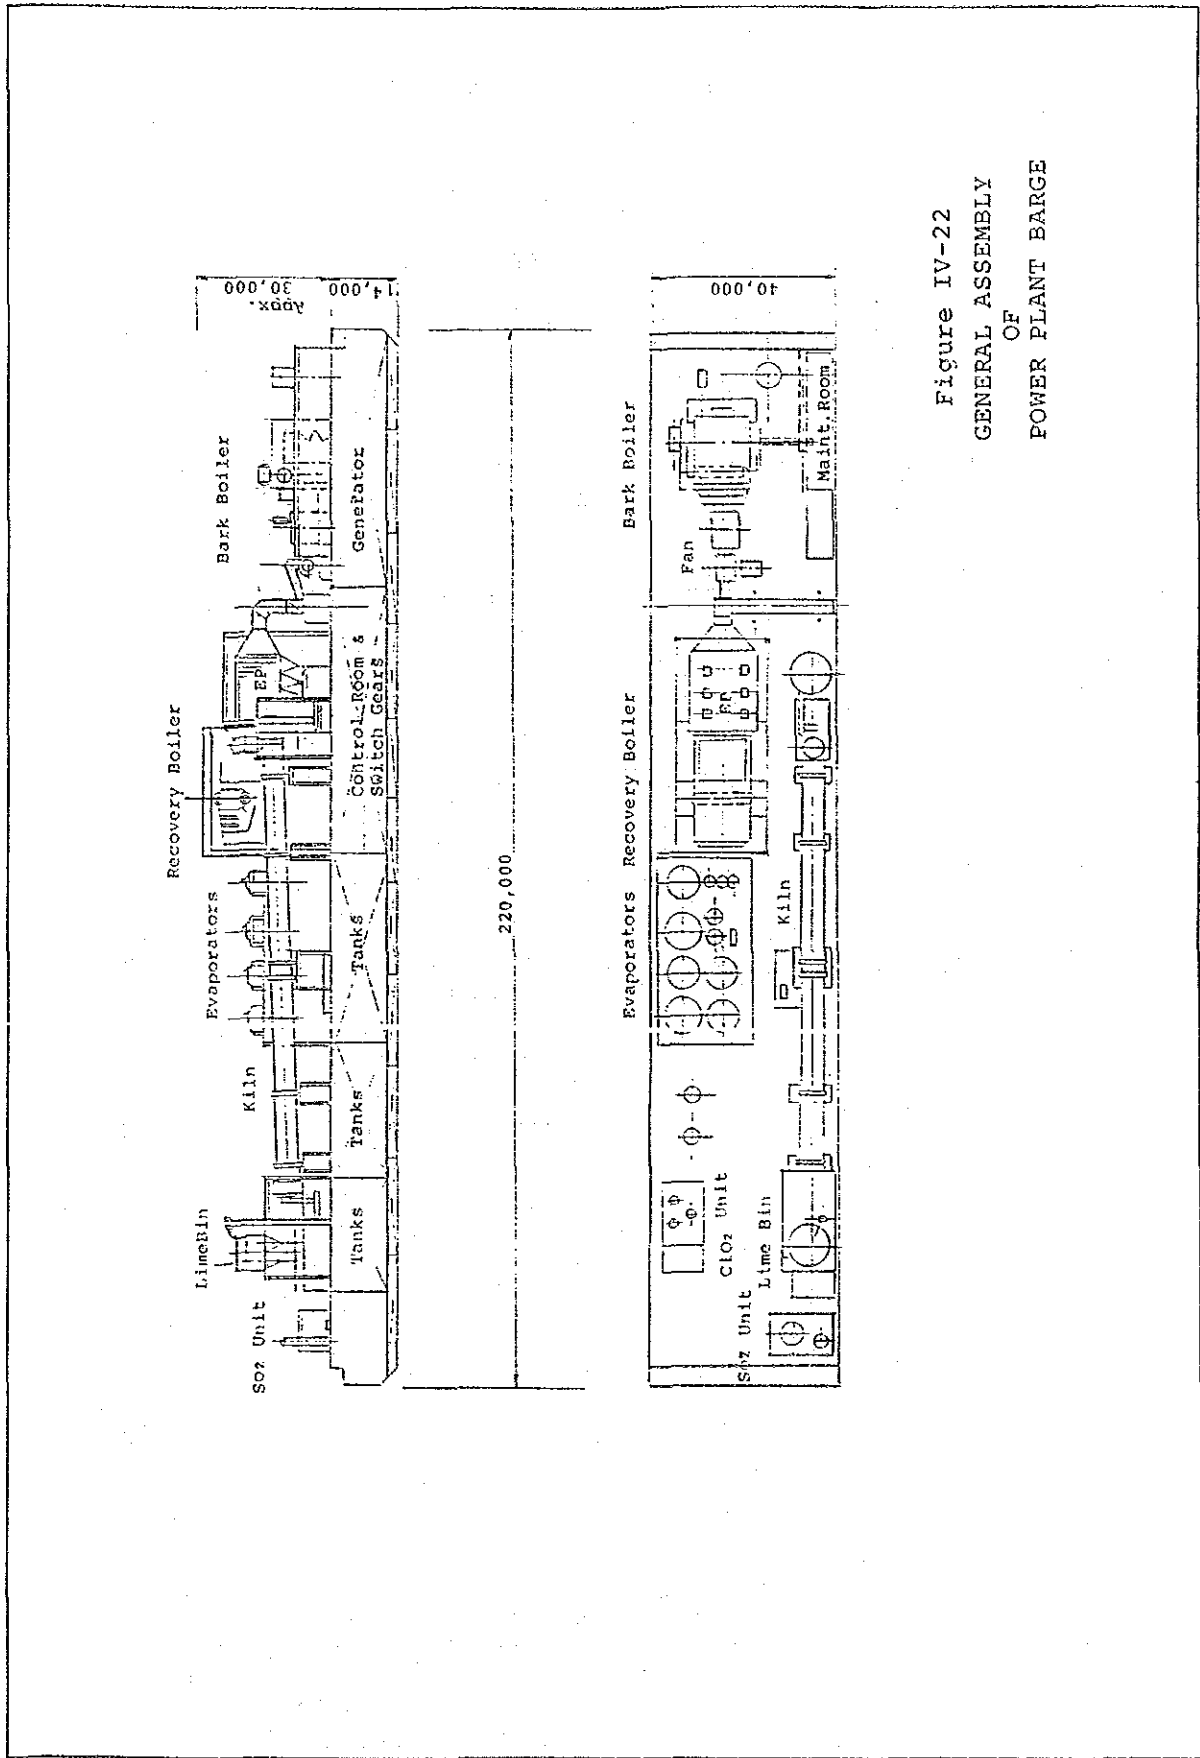 Recovery Boiler
Bark Boiler
Evaporators
Kiln
LimeBin
So2 Unit
EP
Appx.
30,000
14,000
Generator
Control Room &
Switch Gears
Tanks
Tanks
Tanks
220,000
Evaporators
Recovery Boiler
Bark Boiler
Fan
EP
40,000
Maint.Room
Kiln
ClO2 Unit
Lime Bin
So2 Unit
Figure IV-22
GENERAL ASSEMBLY
OF
POWER PLANT BARGE